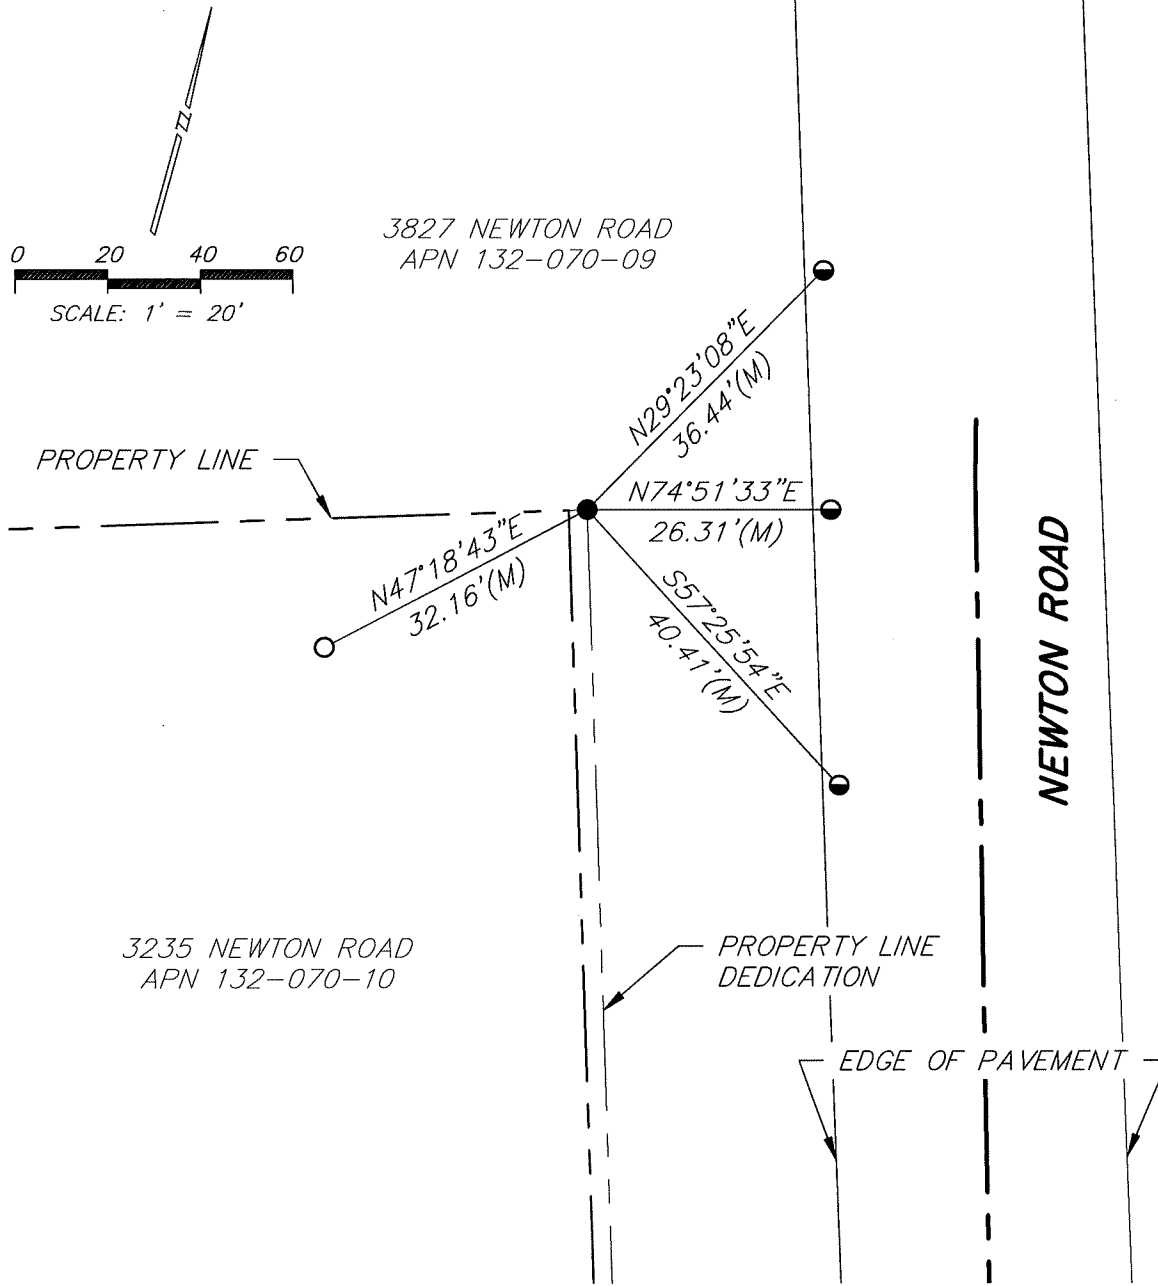 N
0 20 40 60
SCALE: 1' = 20'
3827 NEWTON ROAD
APN 132-070-09
N29°23'08"E
36.44'(M)
PROPERTY LINE
N74°51'33"E
26.31'(M)
N47°18'43"E
32.16'(M)
S57°25'54"E
40.41'(M)
NEWTON ROAD
3235 NEWTON ROAD
APN 132-070-10
PROPERTY LINE
DEDICATION
EDGE OF PAVEMENT